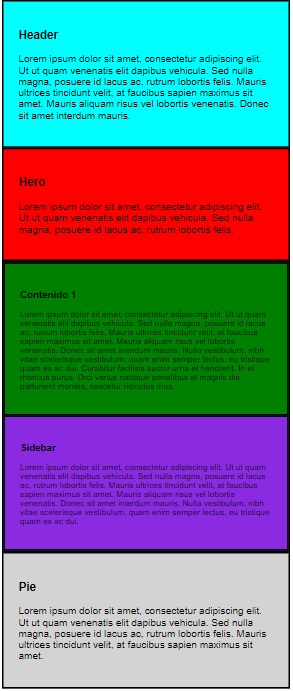 Header
Lorem ipsum dolor sit amet, consectetur adipiscing elit.
Ut ut quam venenatis elit dapibus vehicula. Sed nulla
magna, posuere id lacus ac, rutrum lobortis felis. Mauris
ultrices tincidunt velit, at faucibus sapien maximus sit
amet. Mauris aliquam risus vel lobortis venenatis. Donec
sit amet interdum mauris.
Hero
Lorem ipsum dolor sit amet, consectetur adipiscing elit.
Ut ut quam venenatis elit dapibus vehicula. Sed nulla
magna, posuere id lacus ac, rutrum lobortis felis.
Contenido 1
Lorem ipsum dolor sit amet, consectetur adipiscing elit. Ut ut quam
venenatis elit dapibus vehicula. Sed nulla magna, posuere id lacus
ac, rutrum lobortis felis. Mauris ultrices tincidunt velit, at faucibus
sapien maximus sit amet. Mauris aliquam risus vel lobortis
venenatis. Donec sit amet interdum mauris. Nulla vestibulum, nibh
vitae scelerisque vestibulum, quam enim semper lectus, eu tristique
quam ex ac dui. Curabitur facilisis auctor urna et hendrerit. In et
rhoncus purus. Orci varius natoque penatibus et magnis dis
parturient montes, nascetur ridiculus mus.
Sidebar
Lorem ipsum dolor sit amet, consectetur adipiscing elit. Ut ut quam
venenatis elit dapibus vehicula. Sed nulla magna, posuere id lacus
ac, rutrum lobortis felis. Mauris ultrices tincidunt velit, at faucibus
sapien maximus sit amet. Mauris aliquam risus vel lobortis
venenatis. Donec sit amet interdum mauris. Nulla vestibulum, nibh
vitae scelerisque vestibulum, quam enim semper lectus, eu tristique
quam ex ac dui.
Pie
Lorem ipsum dolor sit amet, consectetur adipiscing elit.
Ut ut quam venenatis elit dapibus vehicula. Sed nulla
magna, posuere id lacus ac, rutrum lobortis felis. Mauris
ultrices tincidunt velit, at faucibus sapien maximus sit
amet.